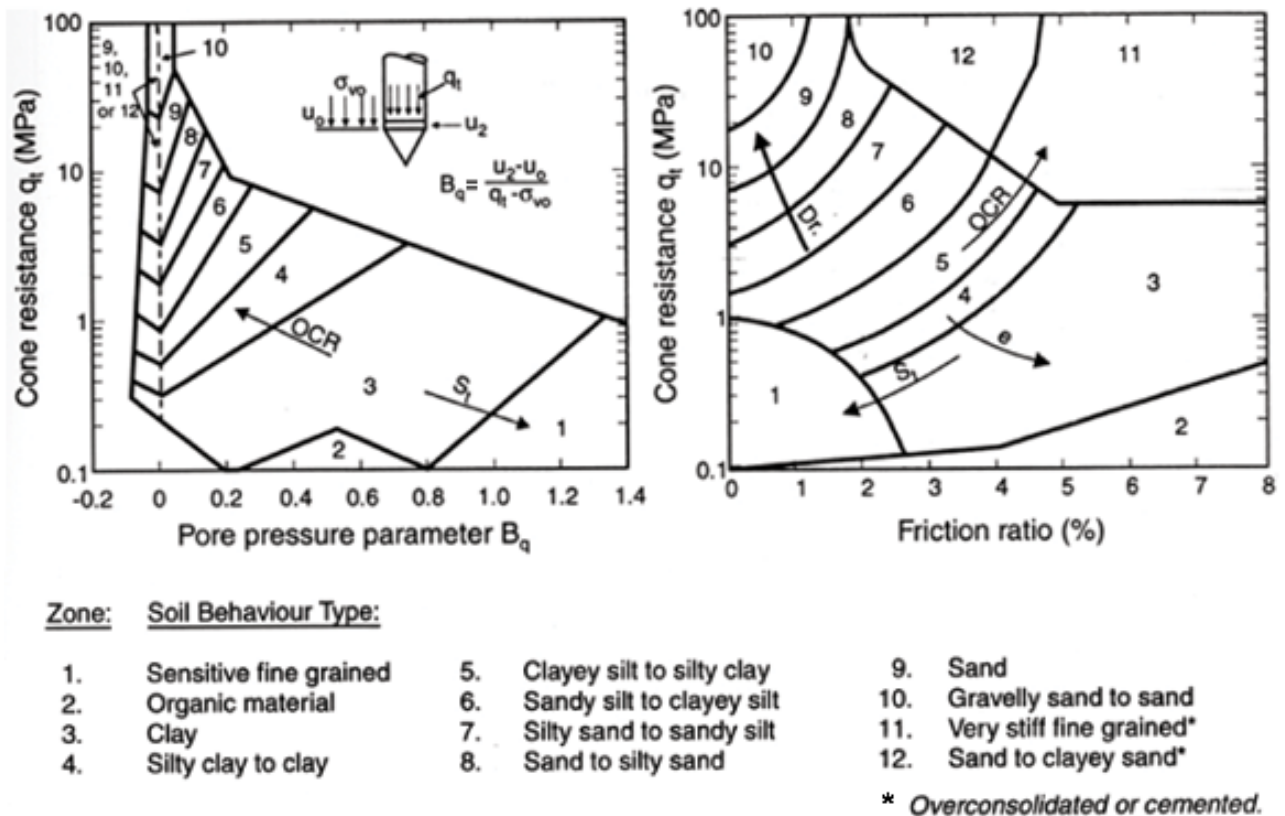 100
10
1
0.1
Cone resistance qt (MPa)
9,
10,
11
or 12
10
9
8
7
6
5
4
3
2
1
OCR
St
σvo
qt
uo
u2
Bq = u2-uo
qt -σvo
-0.2 0 0.2 0.4 0.6 0.8 1.0 1.2 1.4
Pore pressure parameter Bq
100
10
1
0.1
Cone resistance qt (MPa)
10
12
11
9
8
7
6
5
4
3
1
2
Dr.
OCR
e
St
0 1 2 3 4 5 6 7 8
Friction ratio (%)
Zone: Soil Behaviour Type:
1. Sensitive fine grained
2. Organic material
3. Clay
4. Silty clay to clay
5. Clayey silt to silty clay
6. Sandy silt to clayey silt
7. Silty sand to sandy silt
8. Sand to silty sand
9. Sand
10. Gravelly sand to sand
11. Very stiff fine grained*
12. Sand to clayey sand*
* Overconsolidated or cemented.